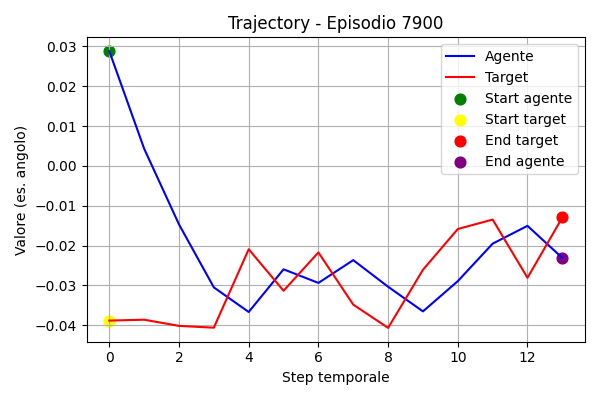 Trajectory - Episodio 7900
0.03
0.02
0.01
0.00
−0.01
−0.02
−0.03
−0.04
Valore (es. angolo)
Agente
Target
Start agente
Start target
End target
End agente
0 2 4 6 8 10 12
Step temporale